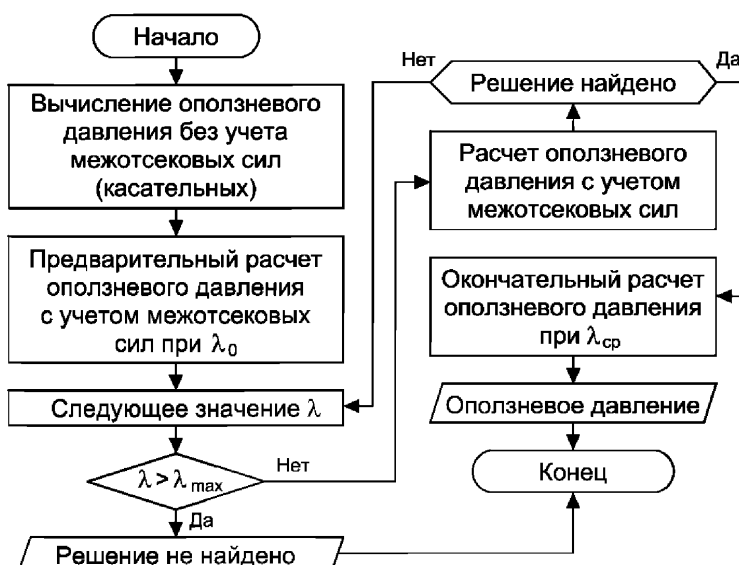 Начало
Вычисление оползневого
давления без учета
межотсековых сил
(касательных)
Предварительный расчет
оползневого давления
с учетом межотсековых
сил при λ₀
Следующее значение λ
λ > λ max
Нет
Да
Решение не найдено
Нет
Решение найдено
Да
Расчет оползневого
давления с учетом
межотсековых сил
Окончательный расчет
оползневого давления
при λср
Оползневое давление
Конец